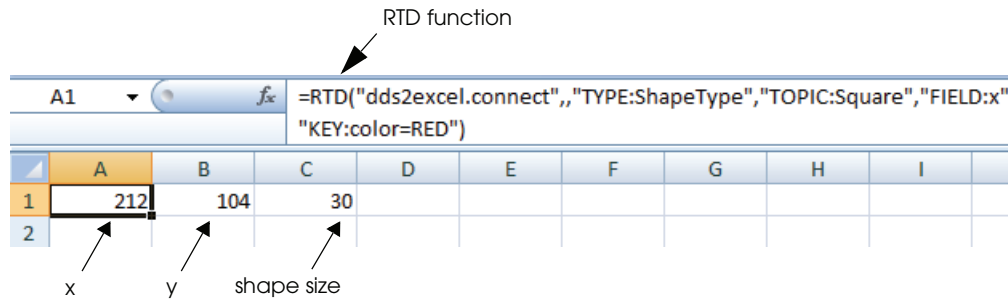 RTD function
A1 fx =RTD("dds2excel.connect",,"TYPE:ShapeType","TOPIC:Square","FIELD:x"
"KEY:color=RED")
A B C D E F G H I
1 212 104 30
2
x y shape size